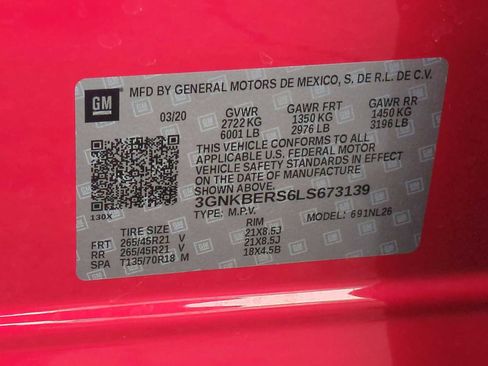 MFD BY GENERAL MOTORS DE MEXICO, S. DE R.L. DE C.V.
GM
03/20 GVWR GAWR FRT GAWR RR
2722 KG 1350 KG 1450 KG
6001 LB 2976 LB 3196 LB
THIS VEHICLE CONFORMS TO ALL
APPLICABLE U.S. FEDERAL MOTOR
VEHICLE SAFETY STANDARDS IN EFFECT
ON THE DATE OF MANUFACTURE
SHOWN ABOVE.
3GNKBERS6LS673139
130X
TYPE: M.P.V. MODEL: 691NL26
TIRE SIZE RIM
FRT 265/45R21 V 21X8.5J
RR 265/45R21 V 21X8.5J
SPA T135/70R18 M 18X4.5B